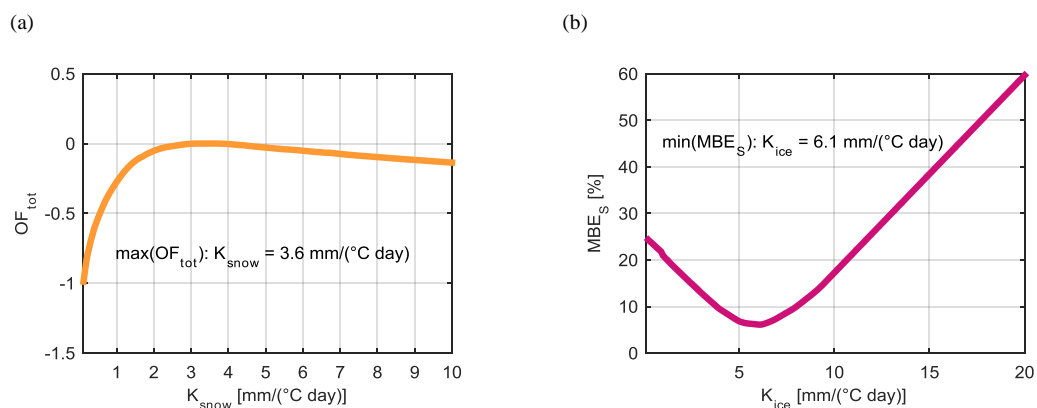 (a)
0.5
0
-0.5
-1
-1.5
OF_tot
max(OF_tot): K_snow = 3.6 mm/(°C day)
1 2 3 4 5 6 7 8 9 10
K_snow [mm/(°C day)]
(b)
60
50
40
30
20
10
0
MBE_S [%]
min(MBE_S): K_ice = 6.1 mm/(°C day)
5 10 15 20
K_ice [mm/(°C day)]